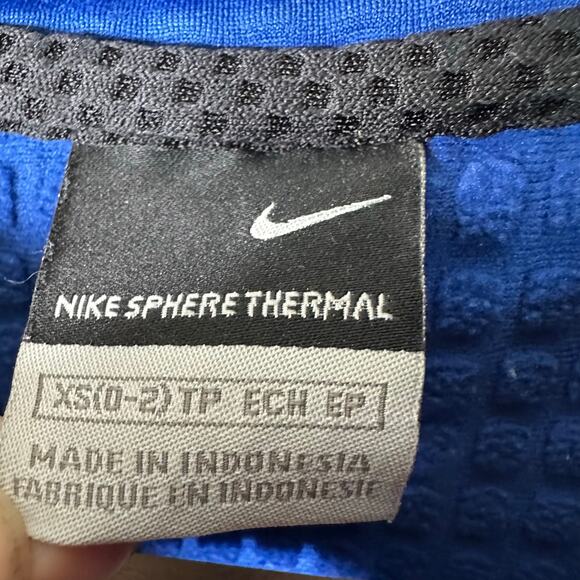 NIKE SPHERE THERMAL
XS(0-2) TP ECH EP
MADE IN INDONESIA
FABRIQUE EN INDONESIE